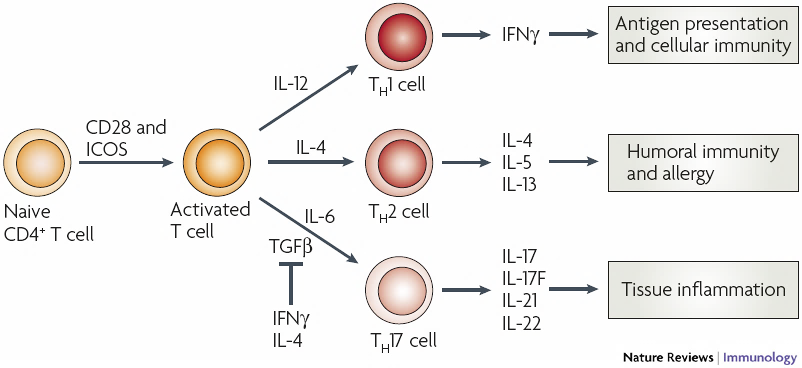 Naive
CD4+ T cell
CD28 and
ICOS
Activated
T cell
IL-12
TH1 cell
IFNγ
Antigen presentation
and cellular immunity
IL-4
TH2 cell
IL-4
IL-5
IL-13
Humoral immunity
and allergy
IL-6
TGFβ
IFNγ
IL-4
TH17 cell
IL-17
IL-17F
IL-21
IL-22
Tissue inflammation
Nature Reviews | Immunology